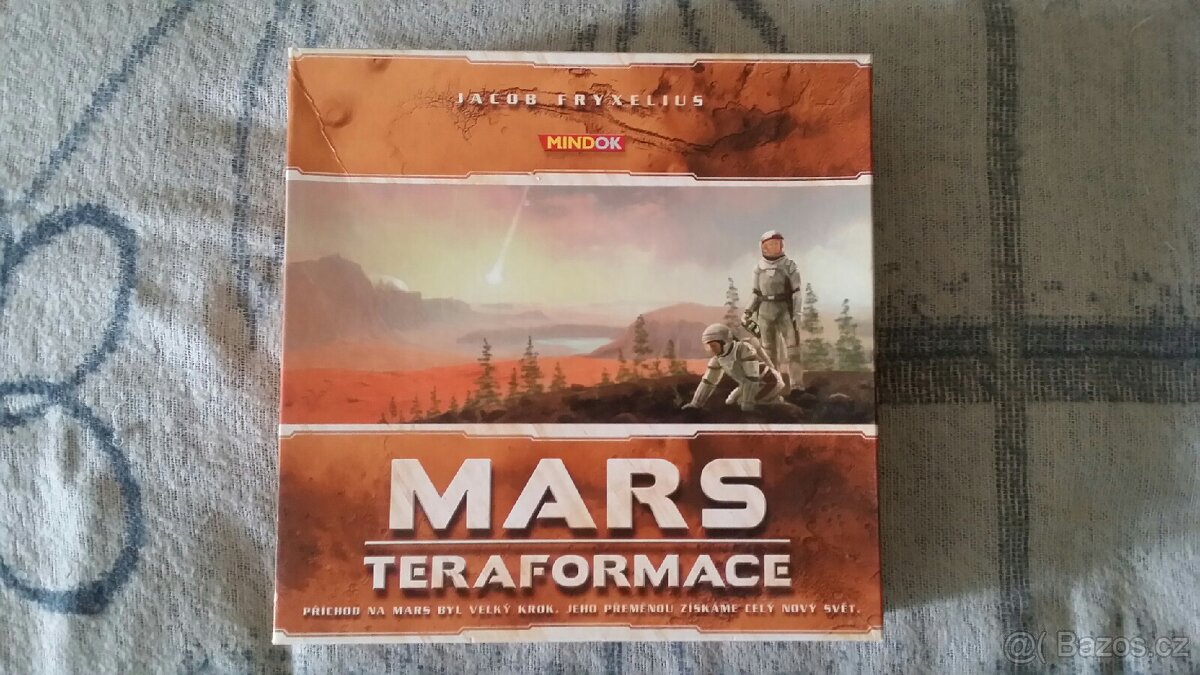 JACOB FRYXELIUS
MINDOK
MARS
TERAFORMACE
PŘÍCHOD NA MARS BYL VELKÝ KROK. JEHO PŘEMĚNOU ZÍSKÁME CELÝ NOVÝ SVĚT.
@( Bazos.cz